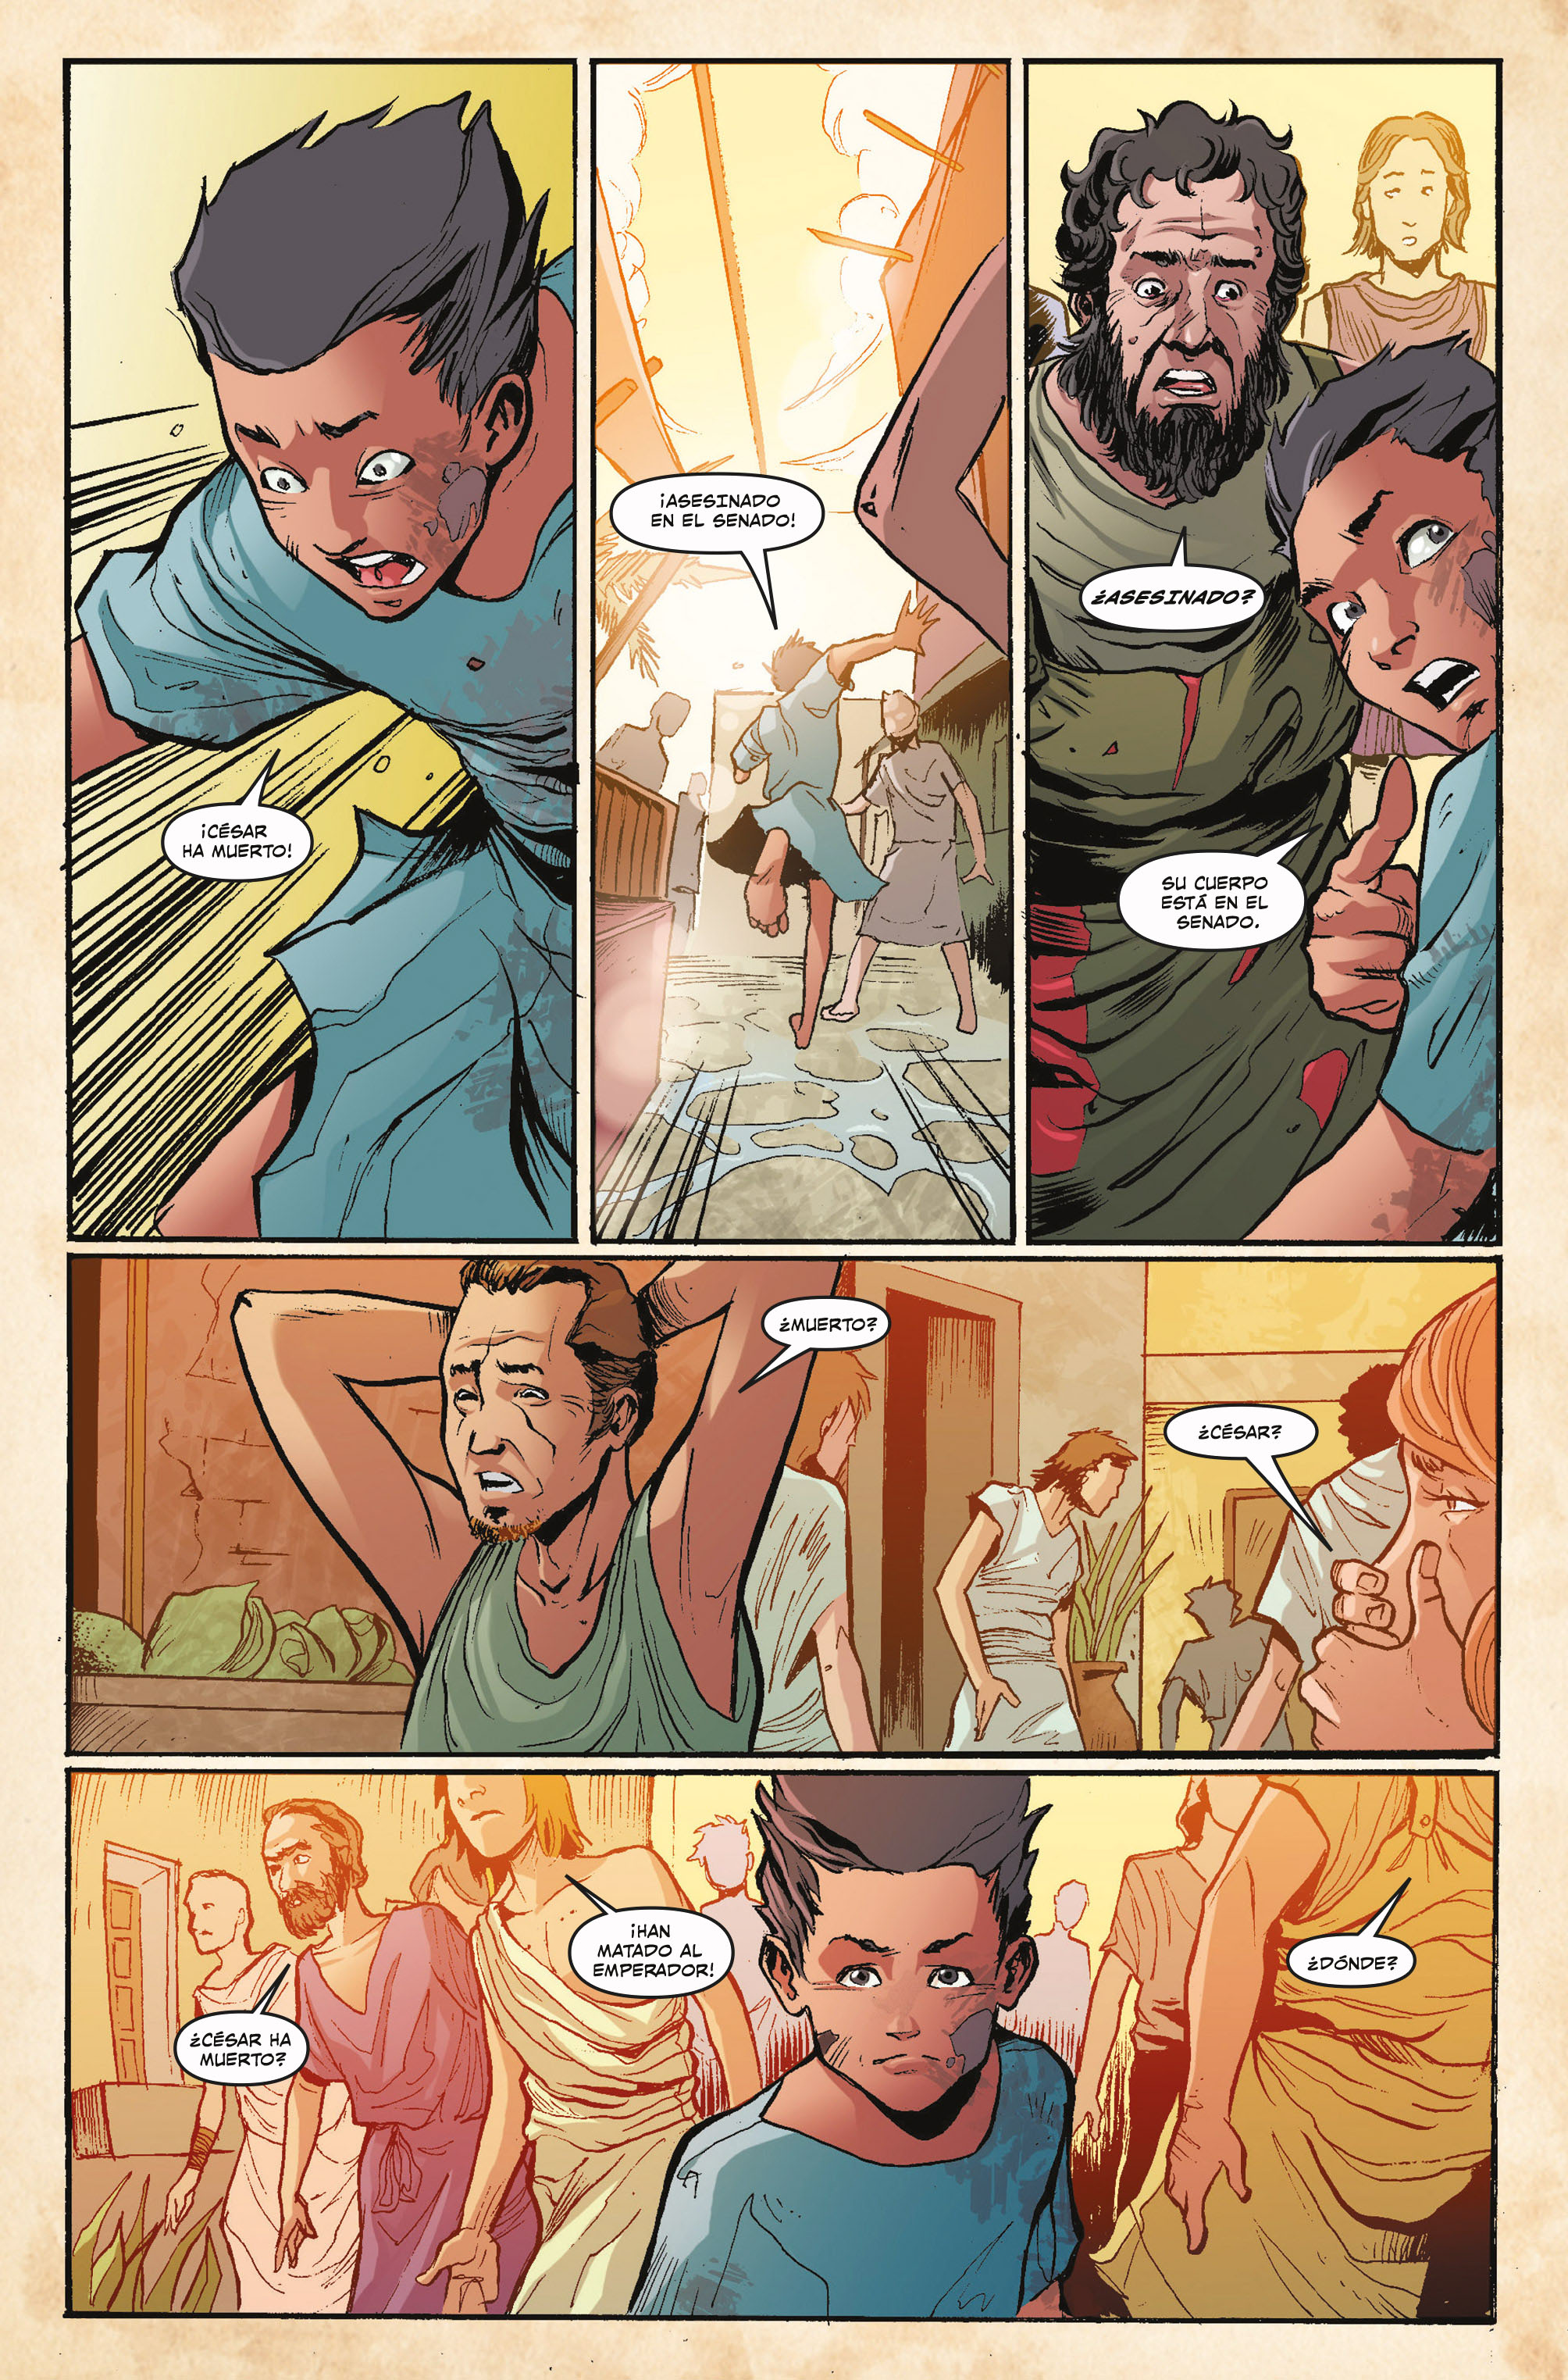 ¡CÉSAR
HA MUERTO!
¡ASESINADO
EN EL SENADO!
¿ASESINADO?
SU CUERPO
ESTÁ EN EL
SENADO.
¿MUERTO?
¿CÉSAR?
¿CÉSAR HA
MUERTO?
¡HAN
MATADO AL
EMPERADOR!
¿DÓNDE?